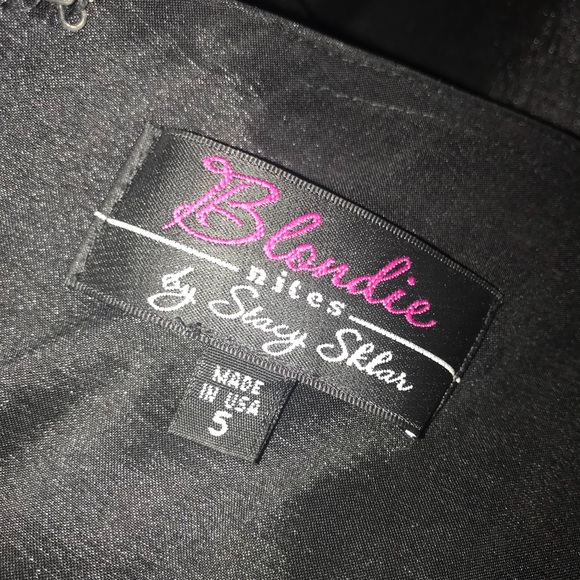 Blondie
nites
by Stacy Sklar
MADE
IN USA
5